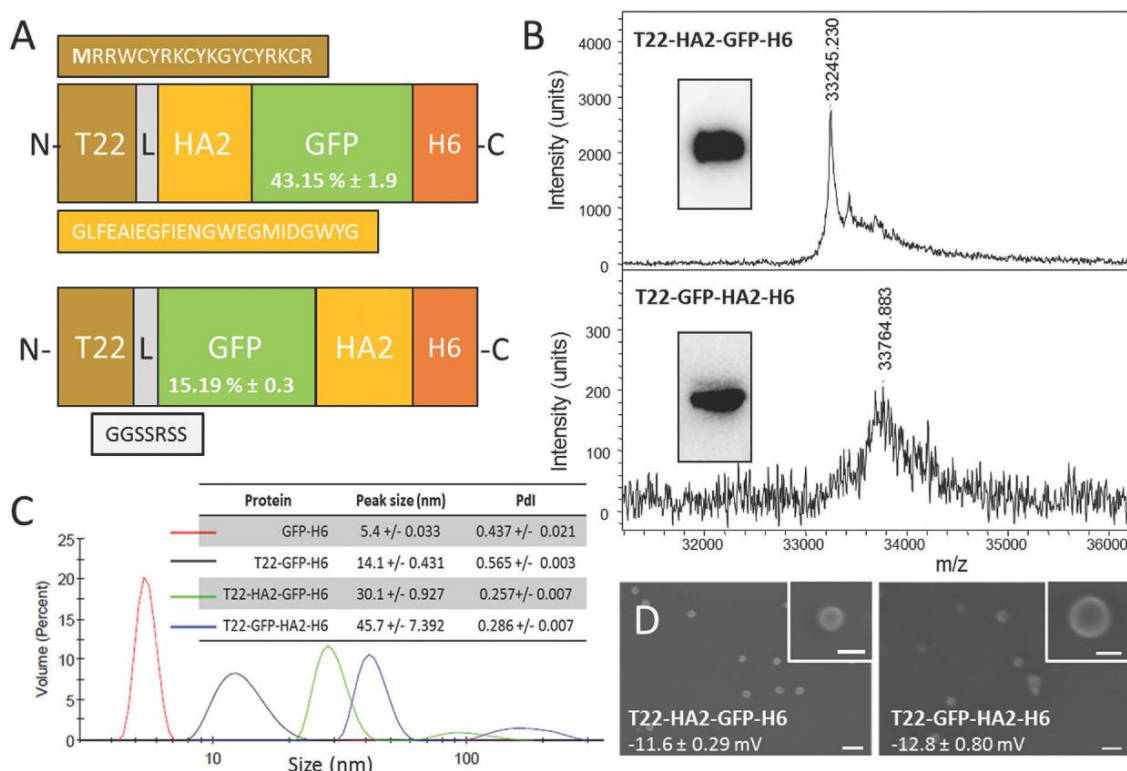 A
MRRWCYRKCYKGYCYRKCR
N-
T22
L
HA2
GFP
43.15 % ± 1.9
H6
-C
GLFEAIEGFIENGWEGMIDGWYG
N-
T22
L
GFP
15.19 % ± 0.3
HA2
H6
-C
GGSSRSS
B
T22-HA2-GFP-H6
33245.230
Intensity (units)
4000
3000
2000
1000
0
T22-GFP-HA2-H6
33764.883
Intensity (units)
300
200
100
0
32000 33000 34000 35000 36000
m/z
C
Protein Peak size (nm) PdI
GFP-H6 5.4 +/- 0.033 0.437 +/- 0.021
T22-GFP-H6 14.1 +/- 0.431 0.565 +/- 0.003
T22-HA2-GFP-H6 30.1 +/- 0.927 0.257+/- 0.007
T22-GFP-HA2-H6 45.7 +/- 7.392 0.286 +/- 0.007
Volume (Percent)
25
20
15
10
5
0
10 100
Size (nm)
D
T22-HA2-GFP-H6
-11.6 ± 0.29 mV
T22-GFP-HA2-H6
-12.8 ± 0.80 mV